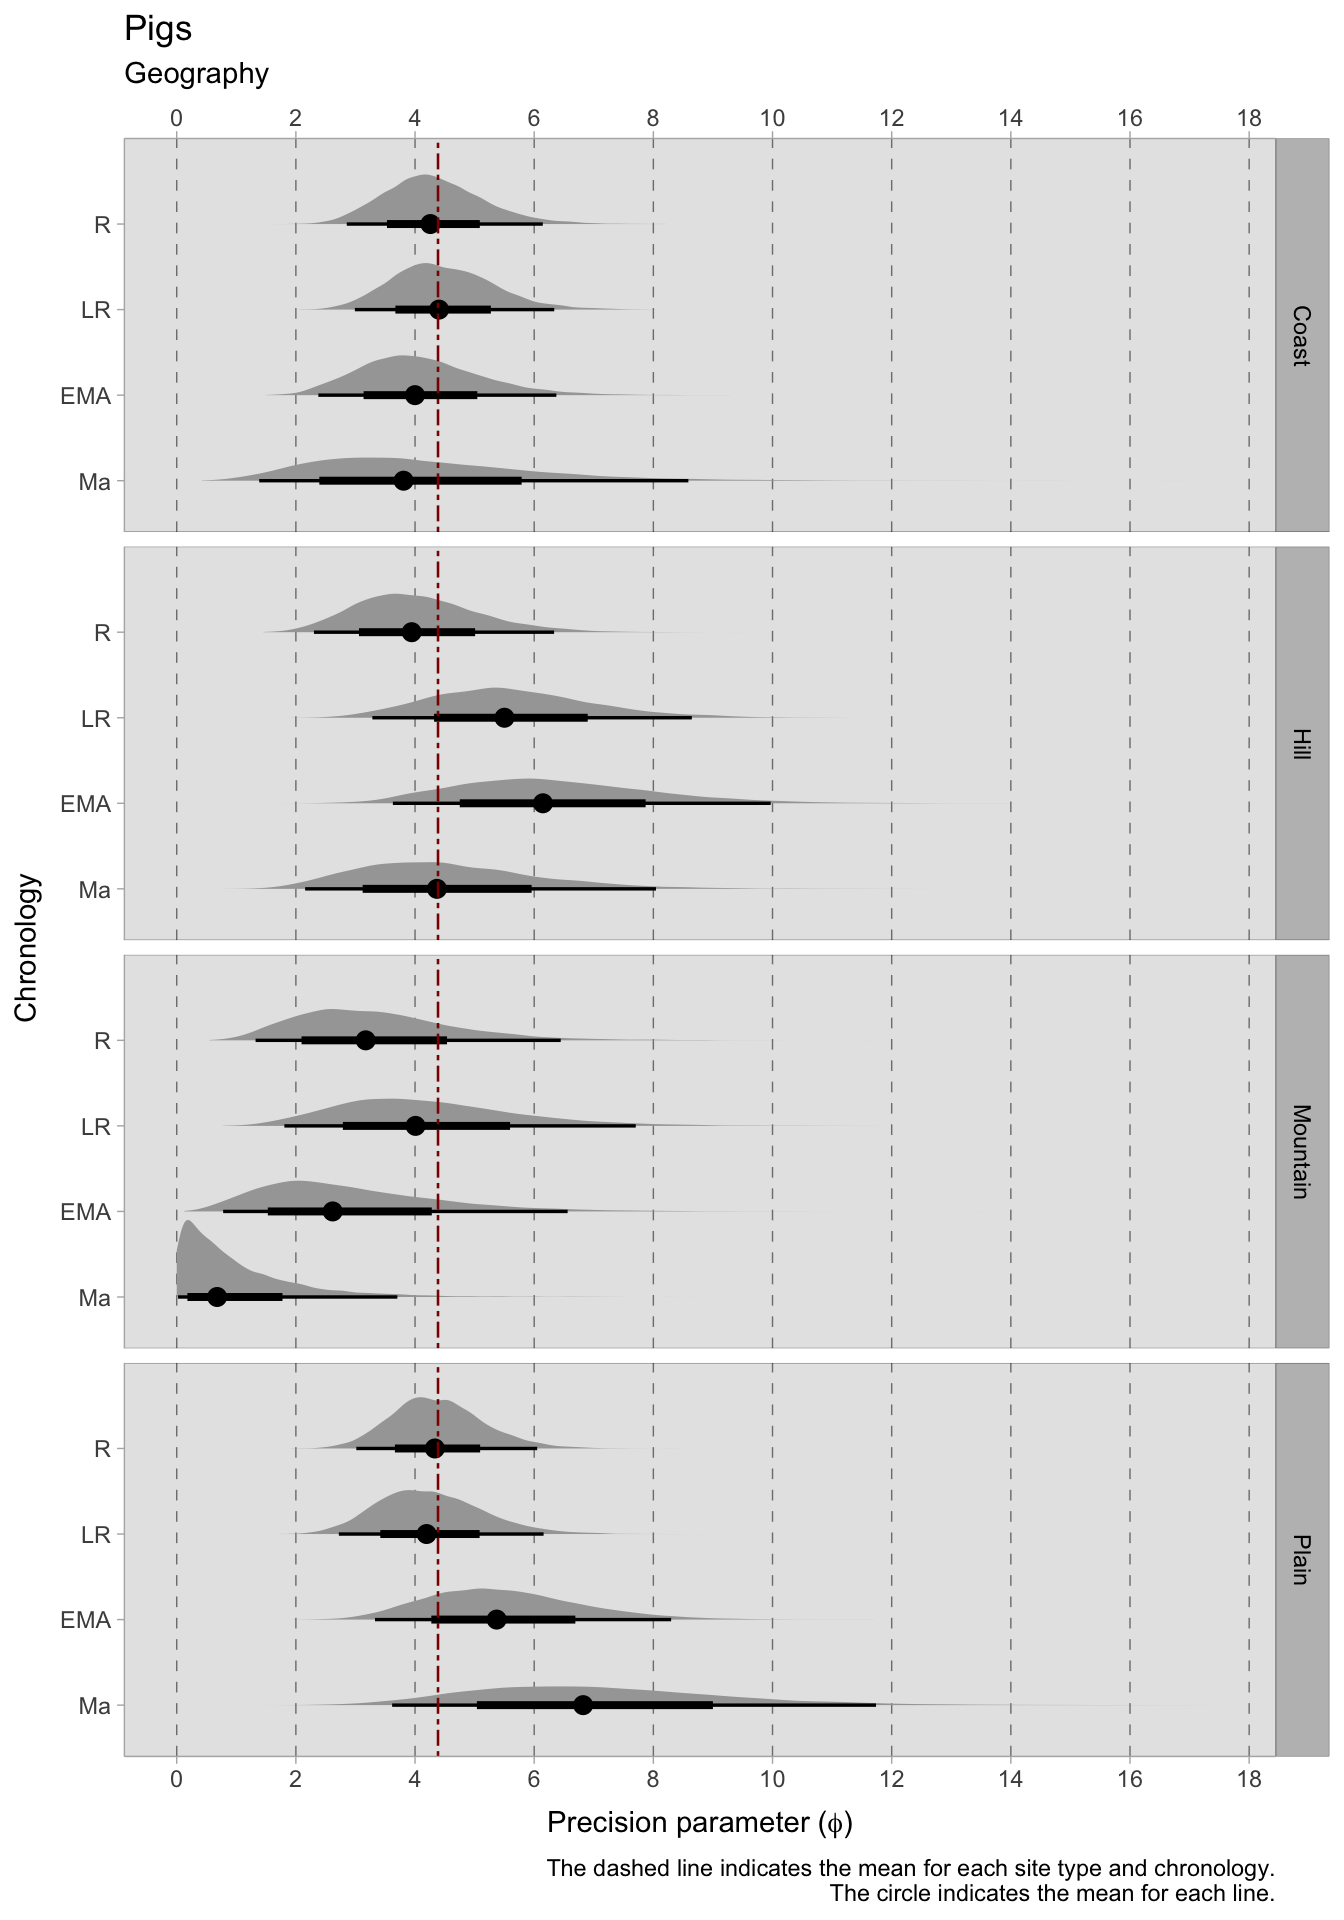 Pigs
Geography
0 2 4 6 8 10 12 14 16 18
R
LR
EMA
Ma
Coast
R
LR
EMA
Ma
Hill
Chronology
R
LR
EMA
Ma
Mountain
R
LR
EMA
Ma
Plain
0 2 4 6 8 10 12 14 16 18
Precision parameter (ϕ)
The dashed line indicates the mean for each site type and chronology.
The circle indicates the mean for each line.